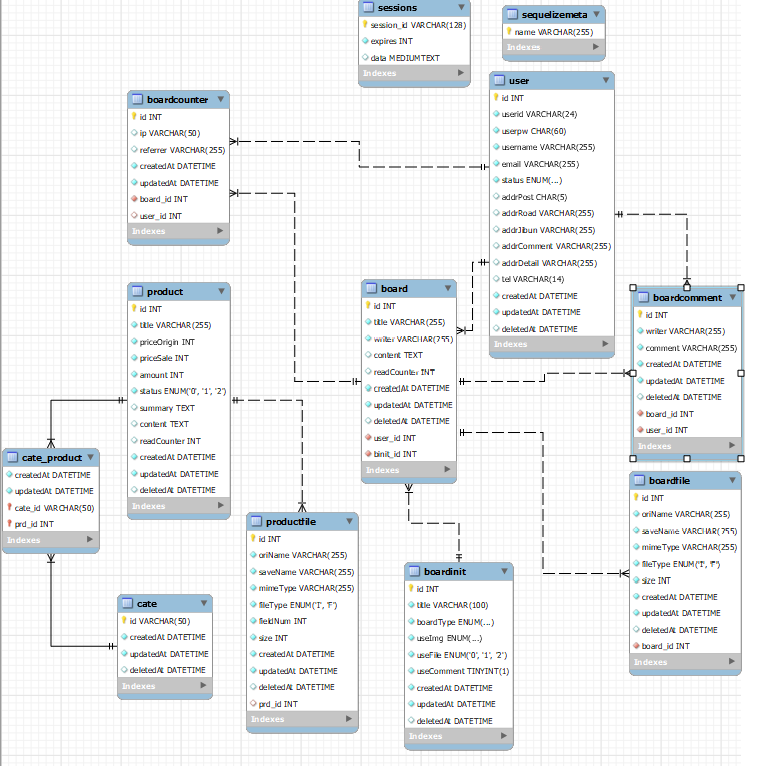 sessions
session_id VARCHAR(128)
expires INT
data MEDIUMTEXT
Indexes
sequelizemeta
name VARCHAR(255)
Indexes
user
id INT
userid VARCHAR(24)
userpw CHAR(60)
username VARCHAR(255)
email VARCHAR(255)
status ENUM(...)
addrPost CHAR(5)
addrRoad VARCHAR(255)
addrJibun VARCHAR(255)
addrComment VARCHAR(255)
addrDetail VARCHAR(255)
tel VARCHAR(14)
createdAt DATETIME
updatedAt DATETIME
deletedAt DATETIME
Indexes
boardcounter
id INT
ip VARCHAR(50)
referrer VARCHAR(255)
createdAt DATETIME
updatedAt DATETIME
board_id INT
user_id INT
Indexes
product
id INT
title VARCHAR(255)
priceOrigin INT
priceSale INT
amount INT
status ENUM('0', '1', '2')
summary TEXT
content TEXT
readCounter INT
createdAt DATETIME
updatedAt DATETIME
deletedAt DATETIME
Indexes
board
id INT
title VARCHAR(255)
writer VARCHAR(255)
content TEXT
readCounter INT
createdAt DATETIME
updatedAt DATETIME
deletedAt DATETIME
user_id INT
binit_id INT
Indexes
boardcomment
id INT
writer VARCHAR(255)
comment VARCHAR(255)
createdAt DATETIME
updatedAt DATETIME
deletedAt DATETIME
board_id INT
user_id INT
Indexes
cate_product
createdAt DATETIME
updatedAt DATETIME
cate_id VARCHAR(50)
prd_id INT
Indexes
productfile
id INT
oriName VARCHAR(255)
saveName VARCHAR(255)
mimeType VARCHAR(255)
fileType ENUM('I', 'F')
fieldNum INT
size INT
createdAt DATETIME
updatedAt DATETIME
deletedAt DATETIME
prd_id INT
Indexes
boardfile
id INT
oriName VARCHAR(255)
saveName VARCHAR(255)
mimeType VARCHAR(255)
fileType ENUM('I', 'F')
size INT
createdAt DATETIME
updatedAt DATETIME
deletedAt DATETIME
board_id INT
Indexes
cate
id VARCHAR(50)
createdAt DATETIME
updatedAt DATETIME
deletedAt DATETIME
Indexes
boardinit
id INT
title VARCHAR(100)
boardType ENUM(...)
useImg ENUM(...)
useFile ENUM('0', '1', '2')
useComment TINYINT(1)
createdAt DATETIME
updatedAt DATETIME
deletedAt DATETIME
Indexes